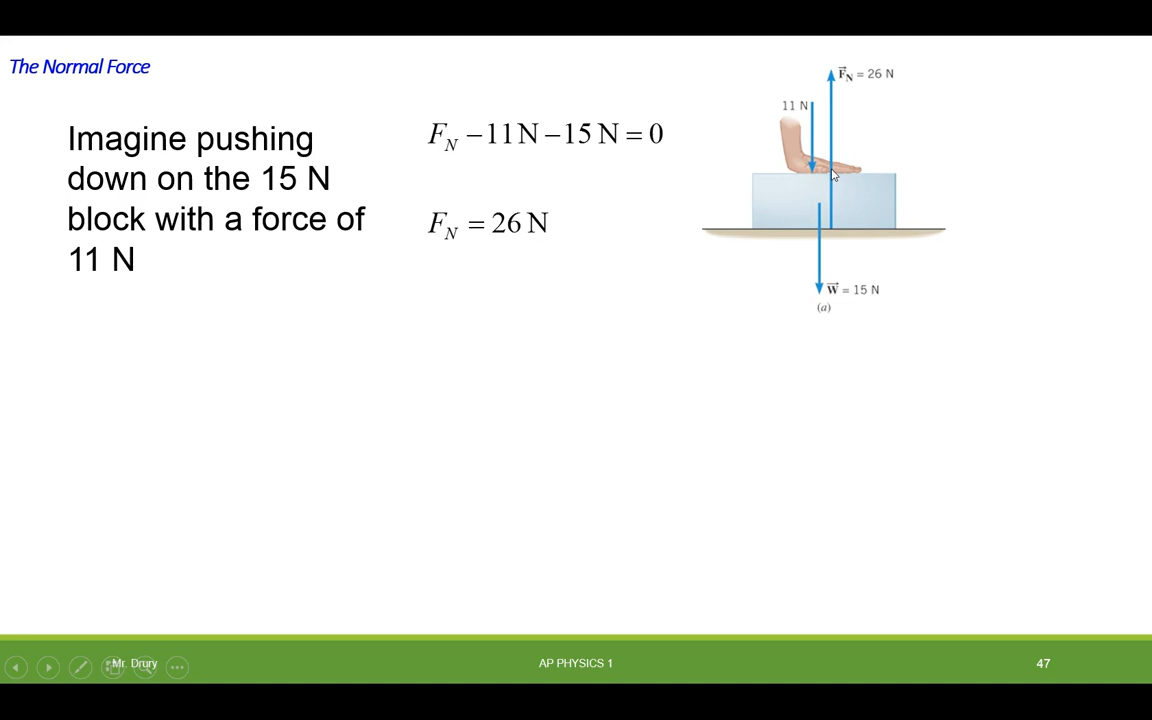 The Normal Force
Imagine pushing
down on the 15 N
block with a force of
11 N
F_N − 11 N − 15 N = 0
F_N = 26 N
F⃗_N = 26 N
11 N
W⃗ = 15 N
(a)
Mr. Drury
AP PHYSICS 1
47